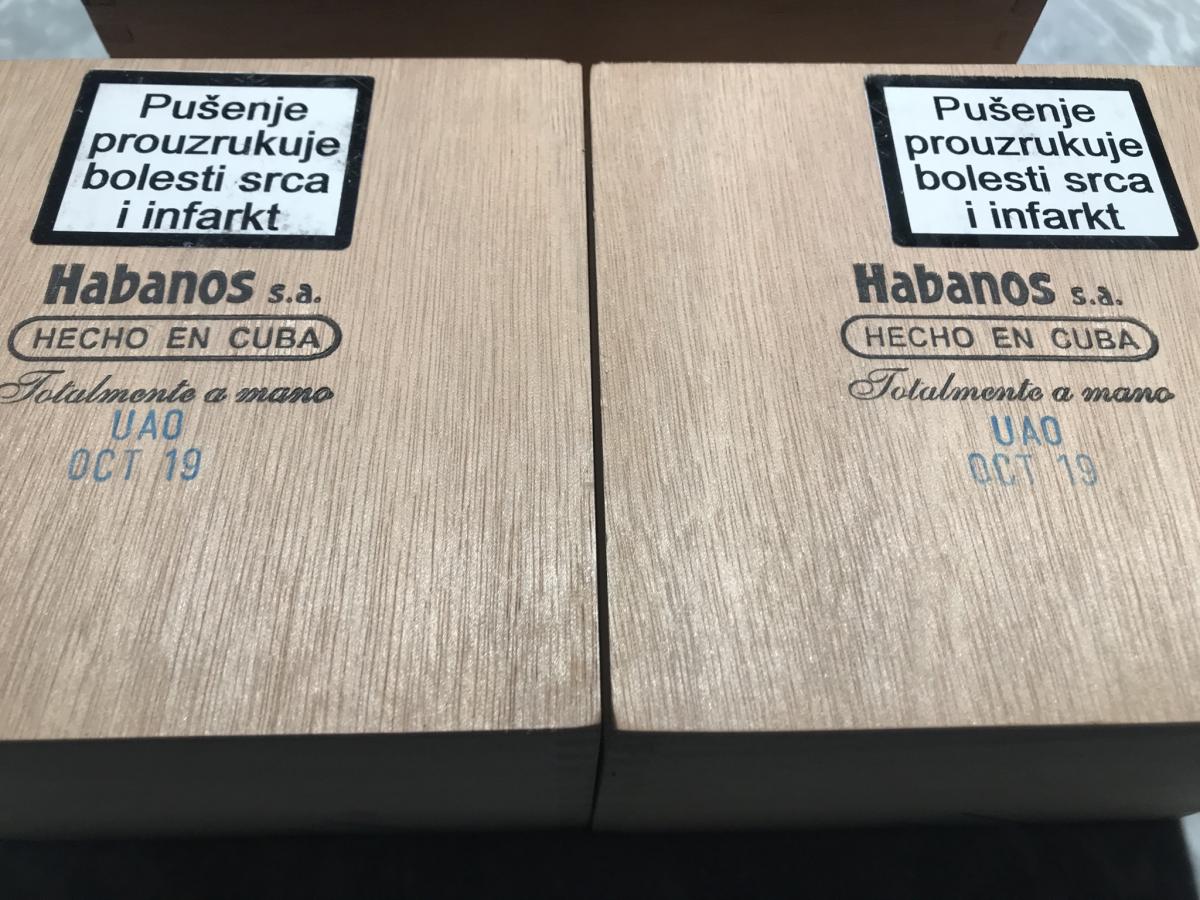 Pušenje
prouzrukuje
bolesti srca
i infarkt
Habanos s.a.
HECHO EN CUBA
Totalmente a mano
UAO
OCT 19
Pušenje
prouzrukuje
bolesti srca
i infarkt
Habanos s.a.
HECHO EN CUBA
Totalmente a mano
UAO
OCT 19